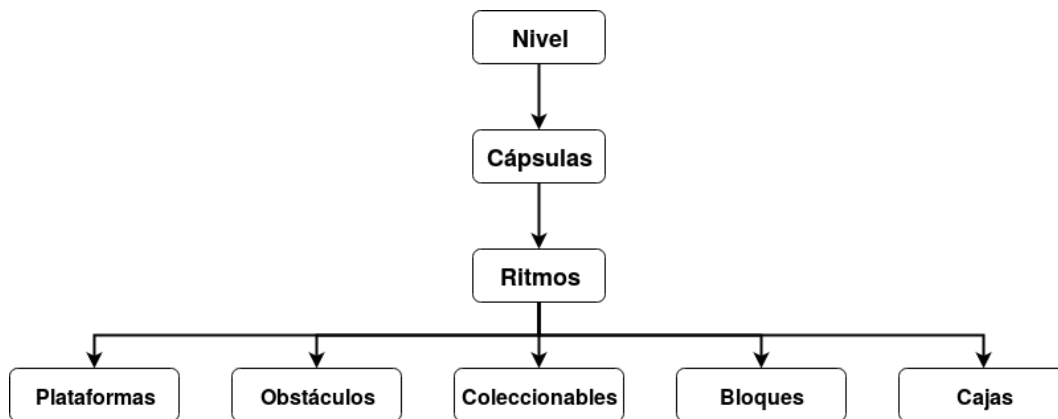 Nivel
Cápsulas
Ritmos
Plataformas
Obstáculos
Coleccionables
Bloques
Cajas